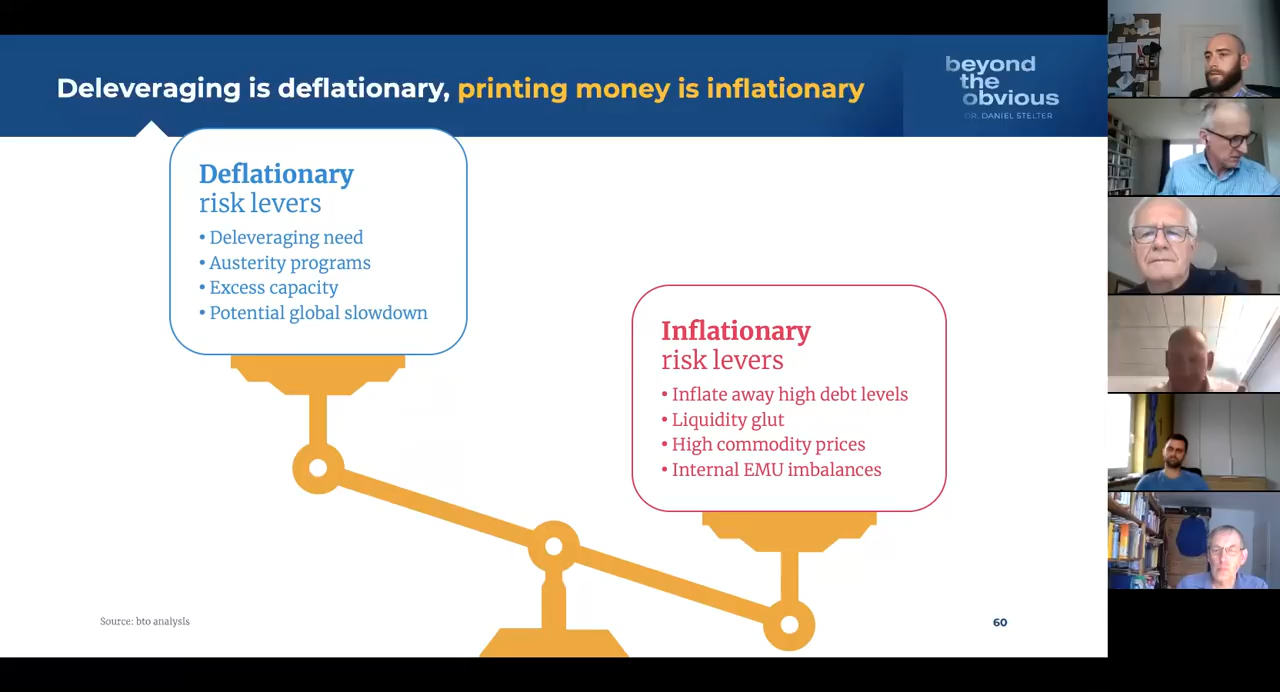 Deleveraging is deflationary, printing money is inflationary
beyond
the
obvious
DR. DANIEL STELTER
Deflationary
risk levers
• Deleveraging need
• Austerity programs
• Excess capacity
• Potential global slowdown
Inflationary
risk levers
• Inflate away high debt levels
• Liquidity glut
• High commodity prices
• Internal EMU imbalances
Source: bto analysis
60